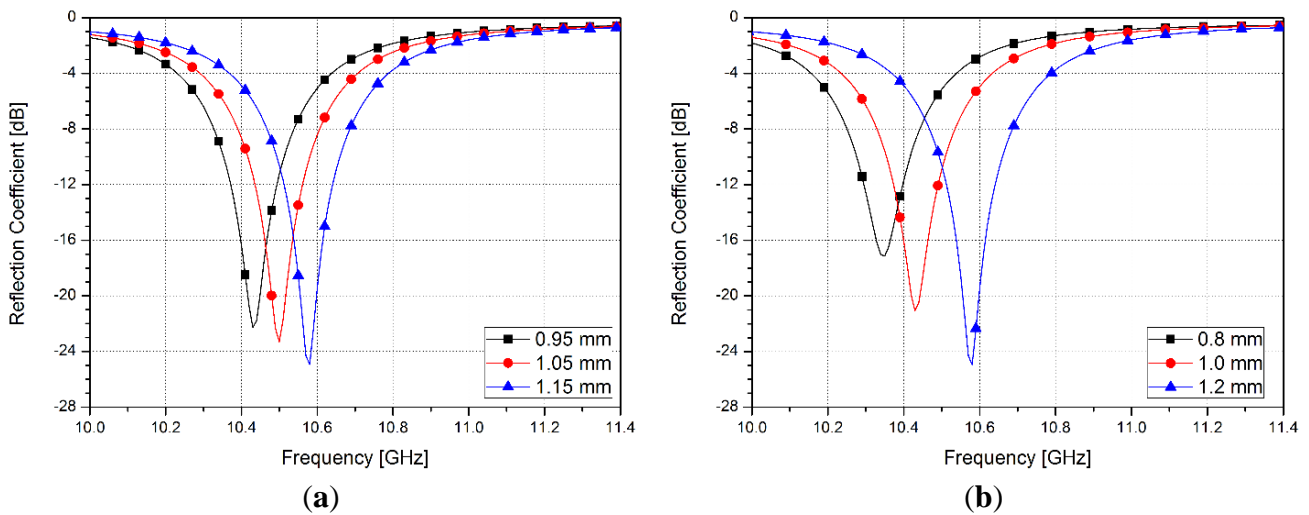 0
-4
-8
-12
-16
-20
-24
-28
Reflection Coefficient [dB]
0.95 mm
1.05 mm
1.15 mm
10.0 10.2 10.4 10.6 10.8 11.0 11.2 11.4
Frequency [GHz]
(a)
0
-4
-8
-12
-16
-20
-24
-28
Reflection Coefficient [dB]
0.8 mm
1.0 mm
1.2 mm
10.0 10.2 10.4 10.6 10.8 11.0 11.2 11.4
Frequency [GHz]
(b)